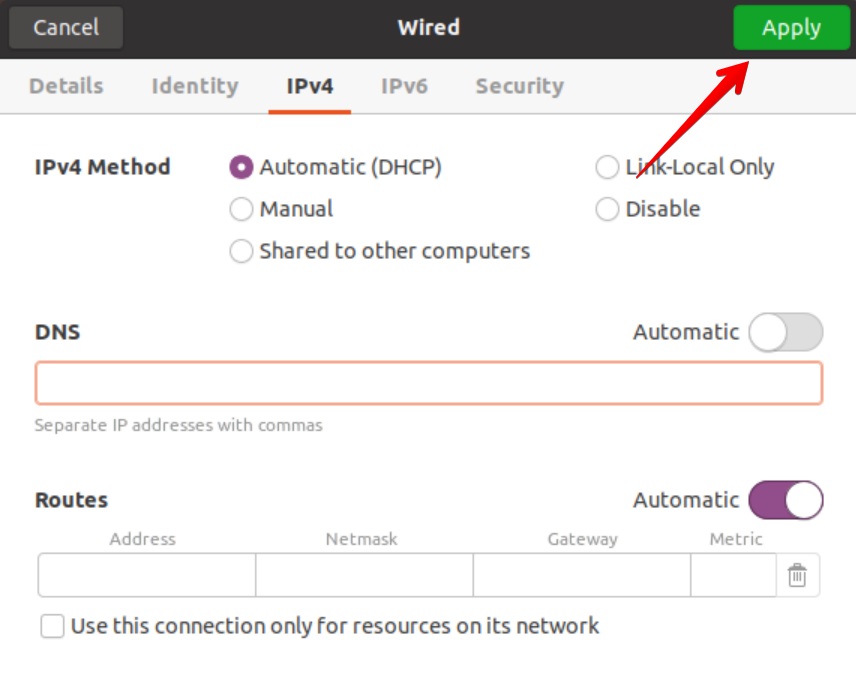 Cancel Wired Apply
Details Identity IPv4 IPv6 Security
IPv4 Method Automatic (DHCP) Link-Local Only
Manual Disable
Shared to other computers
DNS Automatic
Separate IP addresses with commas
Routes Automatic
Address Netmask Gateway Metric
Use this connection only for resources on its network